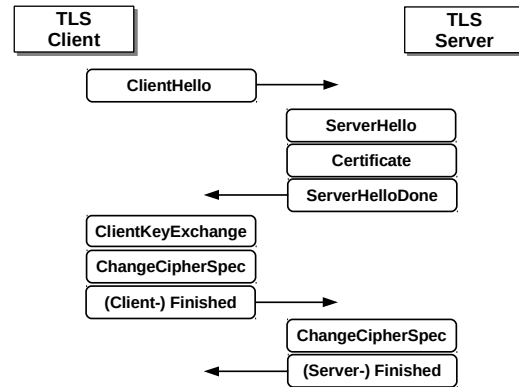 TLS
Client
TLS
Server
ClientHello
ServerHello
Certificate
ServerHelloDone
ClientKeyExchange
ChangeCipherSpec
(Client-) Finished
ChangeCipherSpec
(Server-) Finished